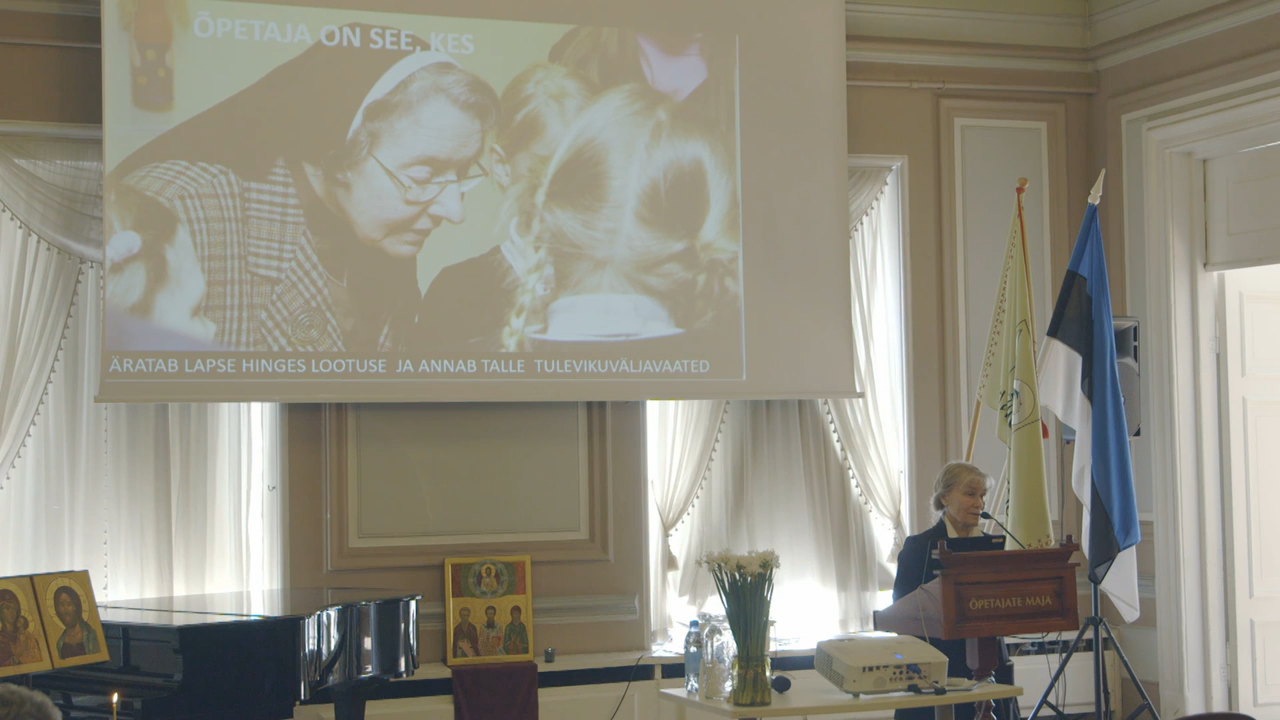 ÕPETAJA ON SEE, KES
ÄRATAB LAPSE HINGES LOOTUSE JA ANNAB TALLE TULEVIKUVÄLJAVAATED
ÕPETAJATE MAJA